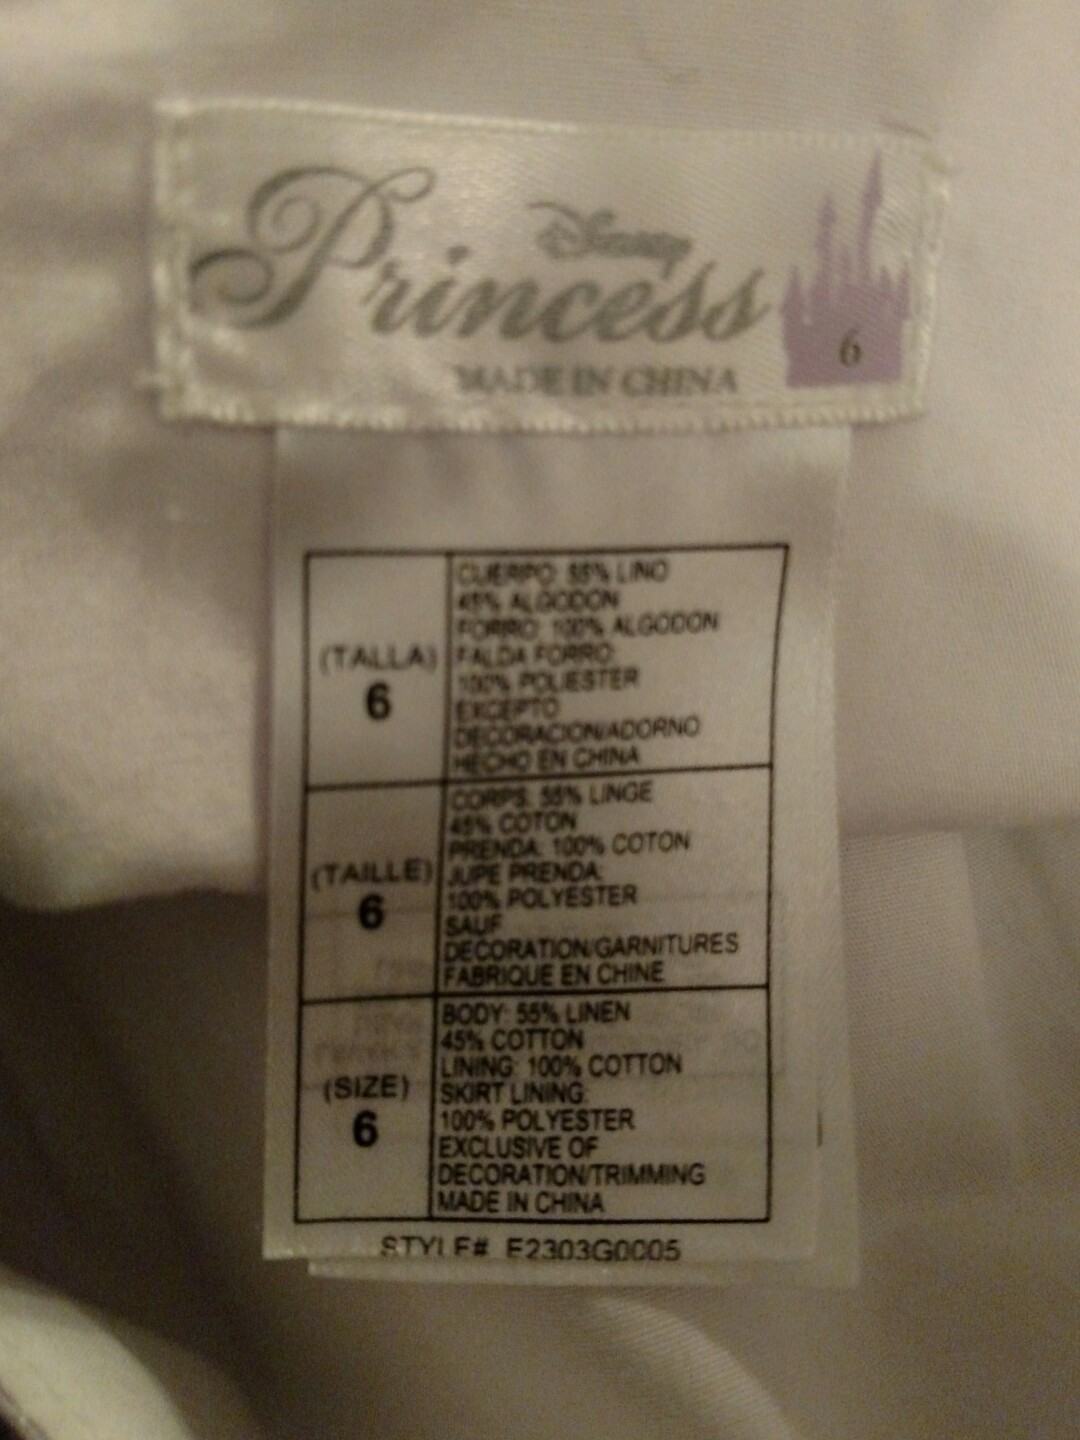 Disney
Princess
MADE IN CHINA
6
(TALLA)
6
CUERPO: 55% LINO
45% ALGODON
FORRO: 100% ALGODON
FALDA FORRO:
100% POLIESTER
EXCEPTO
DECORACION/ADORNO
HECHO EN CHINA
(TAILLE)
6
CORPS: 55% LINGE
45% COTON
PRENDA: 100% COTON
JUPE PRENDA:
100% POLYESTER
SAUF
DECORATION/GARNITURES
FABRIQUE EN CHINE
(SIZE)
6
BODY: 55% LINEN
45% COTTON
LINING: 100% COTTON
SKIRT LINING:
100% POLYESTER
EXCLUSIVE OF
DECORATION/TRIMMING
MADE IN CHINA
STYLE# E2303G0005